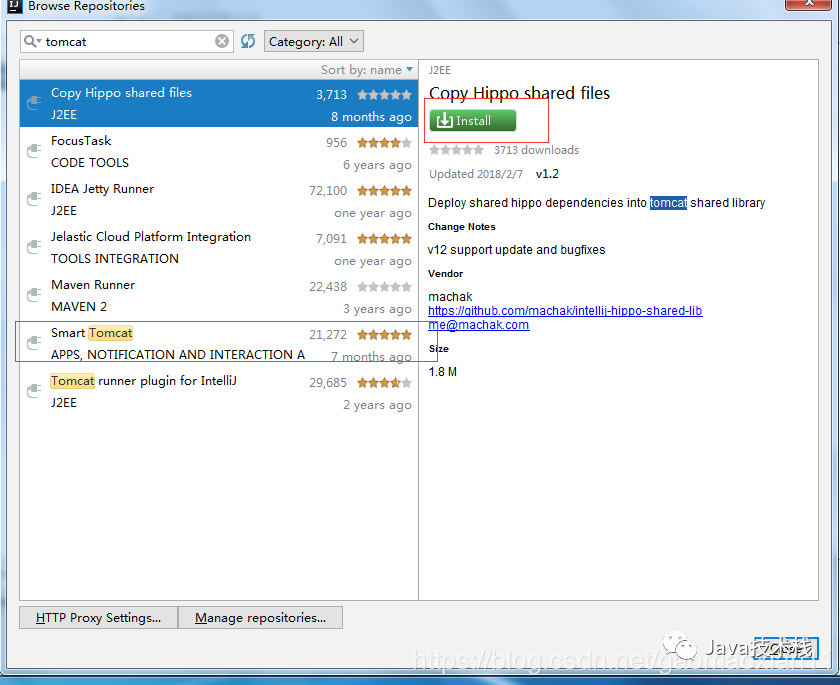 IJ Browse Repositories
tomcat
Category: All
Sort by: name
Copy Hippo shared files 3,713
J2EE 8 months ago
FocusTask 956
CODE TOOLS 6 years ago
IDEA Jetty Runner 72,100
J2EE one year ago
Jelastic Cloud Platform Integration 7,091
TOOLS INTEGRATION one year ago
Maven Runner 22,438
MAVEN 2 3 years ago
Smart Tomcat 21,272
APPS, NOTIFICATION AND INTERACTION A 7 months ago
Tomcat runner plugin for IntelliJ 29,685
J2EE 2 years ago
J2EE
Copy Hippo shared files
Install
3713 downloads
Updated 2018/2/7 v1.2
Deploy shared hippo dependencies into tomcat shared library
Change Notes
v12 support update and bugfixes
Vendor
machak
https://github.com/machak/intellij-hippo-shared-lib
me@machak.com
Size
1.8 M
HTTP Proxy Settings...
Manage repositories...
Java技术栈
Close